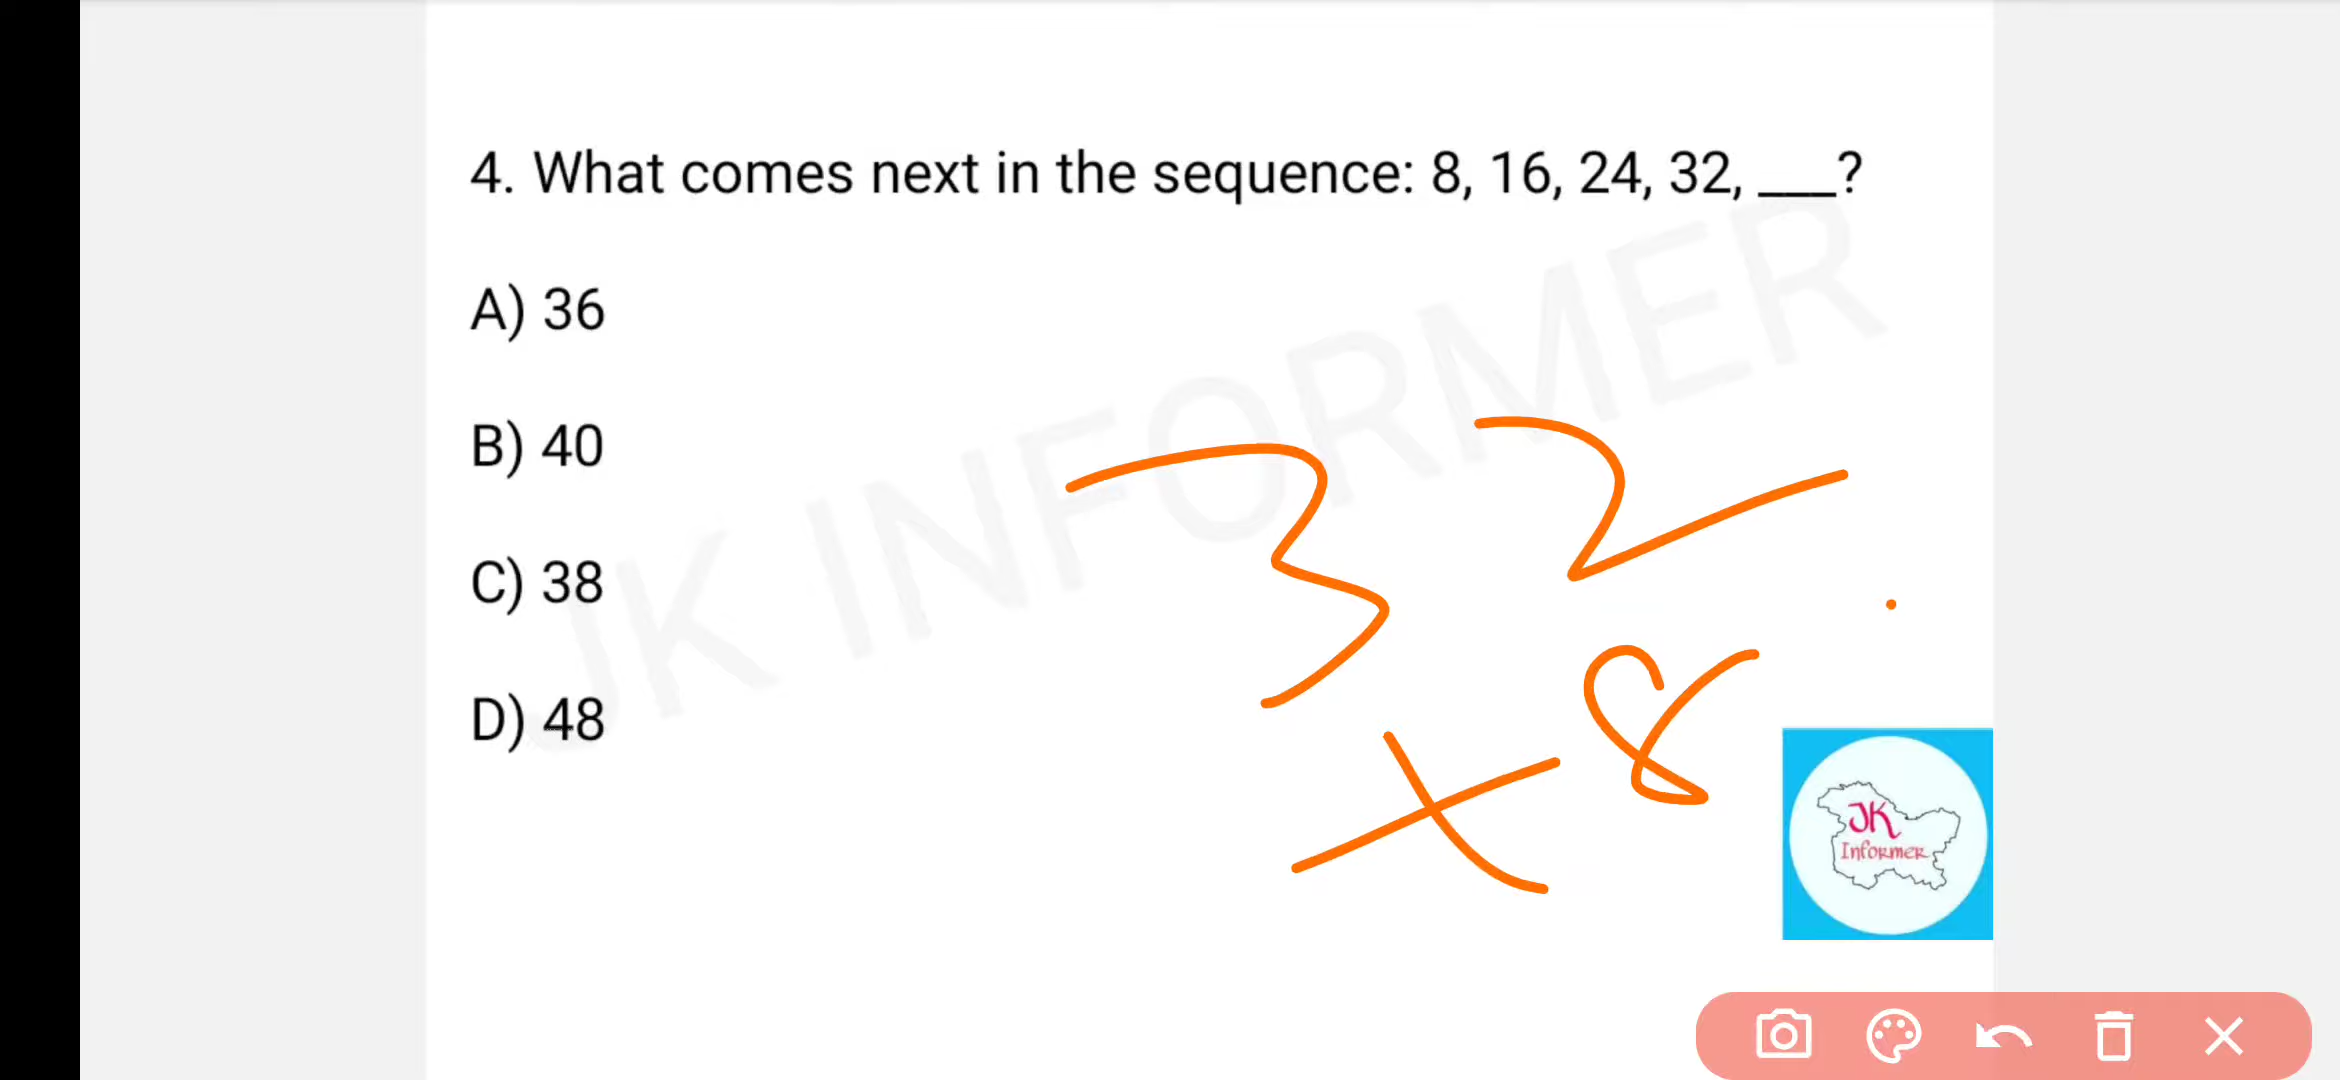 4. What comes next in the sequence: 8, 16, 24, 32, ___?
A) 36
B) 40
C) 38
D) 48
JK INFORMER
32
+8
JK
Informer